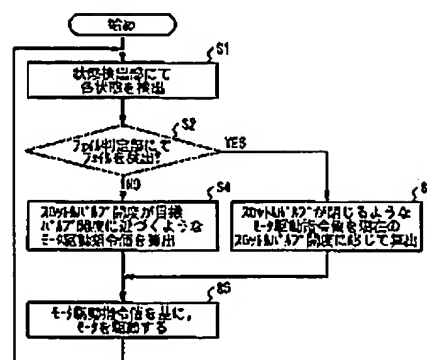 始め
S1
状態検出部にて
各状態を検出
S2
ファイル判定部にて
ファイルを検出?
YES
NO
S4
スロットルバルブ開度が目標
バルブ開度に近づくような
モータ駆動指令値を算出
S
スロットルバルブが閉じるような
モータ駆動指令値を現在の
スロットルバルブ開度に応じて算出
S5
モータ駆動指令値を基に,
モータを駆動する